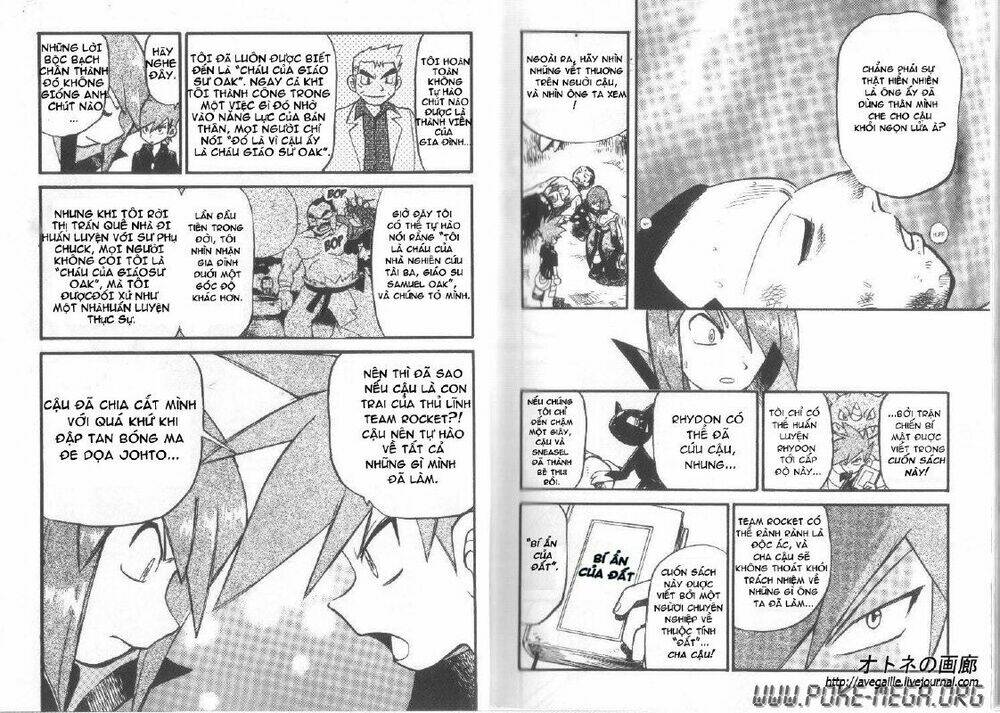 CHẲNG PHẢI SỰ
THẬT HIỂN NHIÊN
LÀ ÔNG ẤY ĐÃ
DÙNG THÂN MÌNH
CHE CHO CẬU
KHỎI NGỌN LỬA À?
HUFF
NGOÀI RA, HÃY NHÌN
NHỮNG VẾT THƯƠNG
TRÊN NGƯỜI CẬU,
VÀ NHÌN ÔNG TA XEM!
...BỞI TRẬN
CHIẾN BÍ
MẬT ĐƯỢC
VIẾT TRONG
CUỐN SÁCH
NÀY!
TÔI CHỈ CÓ
THỂ HUẤN
LUYỆN
RHYDON
TỚI CẤP
ĐỘ NÀY...
RHYDON CÓ
THỂ ĐÃ
CỨU CẬU,
NHƯNG...
NẾU CHÚNG
TÔI CHỈ
ĐẾN CHẬM
MỘT GIÂY,
CẬU VÀ
SNEASEL
ĐÃ THÀNH
BÊ THUI
RỒI.
TEAM ROCKET CÓ
THỂ RÀNH RÀNH LÀ
ĐỘC ÁC, VÀ
CHA CẬU SẼ
KHÔNG THOÁT KHỎI
TRÁCH NHIỆM VỀ
NHỮNG GÌ ÔNG
TA ĐÃ LÀM...
"BÍ ẨN
CỦA
ĐẤT".
BÍ ẨN
CỦA ĐẤT
CUỐN SÁCH
NÀY ĐƯỢC
VIẾT BỞI MỘT
NGƯỜI CHUYÊN
NGHIỆP VỀ
THUỘC TÍNH
"ĐẤT"...
CHA CẬU!
TÔI HOÀN
TOÀN KHÔNG
TỰ HÀO
CHÚT NÀO
ĐƯỢC LÀ
THÀNH VIÊN
CỦA
GIA ĐÌNH...
TÔI ĐÃ LUÔN ĐƯỢC BIẾT
ĐẾN LÀ "CHÁU CỦA GIÁO
SƯ OAK". NGAY CẢ KHI
TÔI THÀNH CÔNG TRONG
MỘT VIỆC GÌ ĐÓ NHỜ
VÀO NĂNG LỰC CỦA BẢN
THÂN, MỌI NGƯỜI CHỈ
NÓI "ĐÓ LÀ VÌ CẬU ẤY
LÀ CHÁU GIÁO SƯ OAK".
HÃY
NGHE
ĐÂY.
NHỮNG LỜI
BỘC BẠCH
CHÂN THÀNH
ĐÓ KHÔNG
GIỐNG ANH
CHÚT NÀO...
GIỜ ĐÂY TÔI
CÓ THỂ TỰ HÀO
NÓI RẰNG "TÔI
LÀ CHÁU CỦA
NHÀ NGHIÊN CỨU
TÀI BA, GIÁO SƯ
SAMUEL OAK",
VÀ CHỨNG TỎ MÌNH.
BOP
BOP
LẦN ĐẦU
TIÊN TRONG
ĐỜI, TÔI
NHÌN NHẬN
GIA ĐÌNH
DƯỚI MỘT
GÓC ĐỘ
KHÁC HƠN.
NHƯNG KHI TÔI RỜI
THỊ TRẤN QUÊ NHÀ ĐI
HUẤN LUYỆN VỚI SƯ PHỤ
CHUCK, MỌI NGƯỜI
KHÔNG COI TÔI LÀ
"CHÁU CỦA GIÁOSƯ
OAK", MÀ TÔI
ĐƯỢCĐỐI XỬ NHƯ
MỘT NHÀHUẤN LUYỆN
THỰC SỰ.
NÊN THÌ ĐÃ SAO
NẾU CẬU LÀ CON
TRAI CỦA THỦ LĨNH
TEAM ROCKET?!
CẬU NÊN TỰ HÀO
VỀ TẤT CẢ
NHỮNG GÌ MÌNH
ĐÃ LÀM.
CẬU ĐÃ CHIA CẮT MÌNH
VỚI QUÁ KHỨ KHI
ĐẬP TAN BÓNG MA
ĐE DỌA JOHTO...
オトネの画廊
http://avegaille.livejournal.com
WWW.POKE-MEGA.ORG